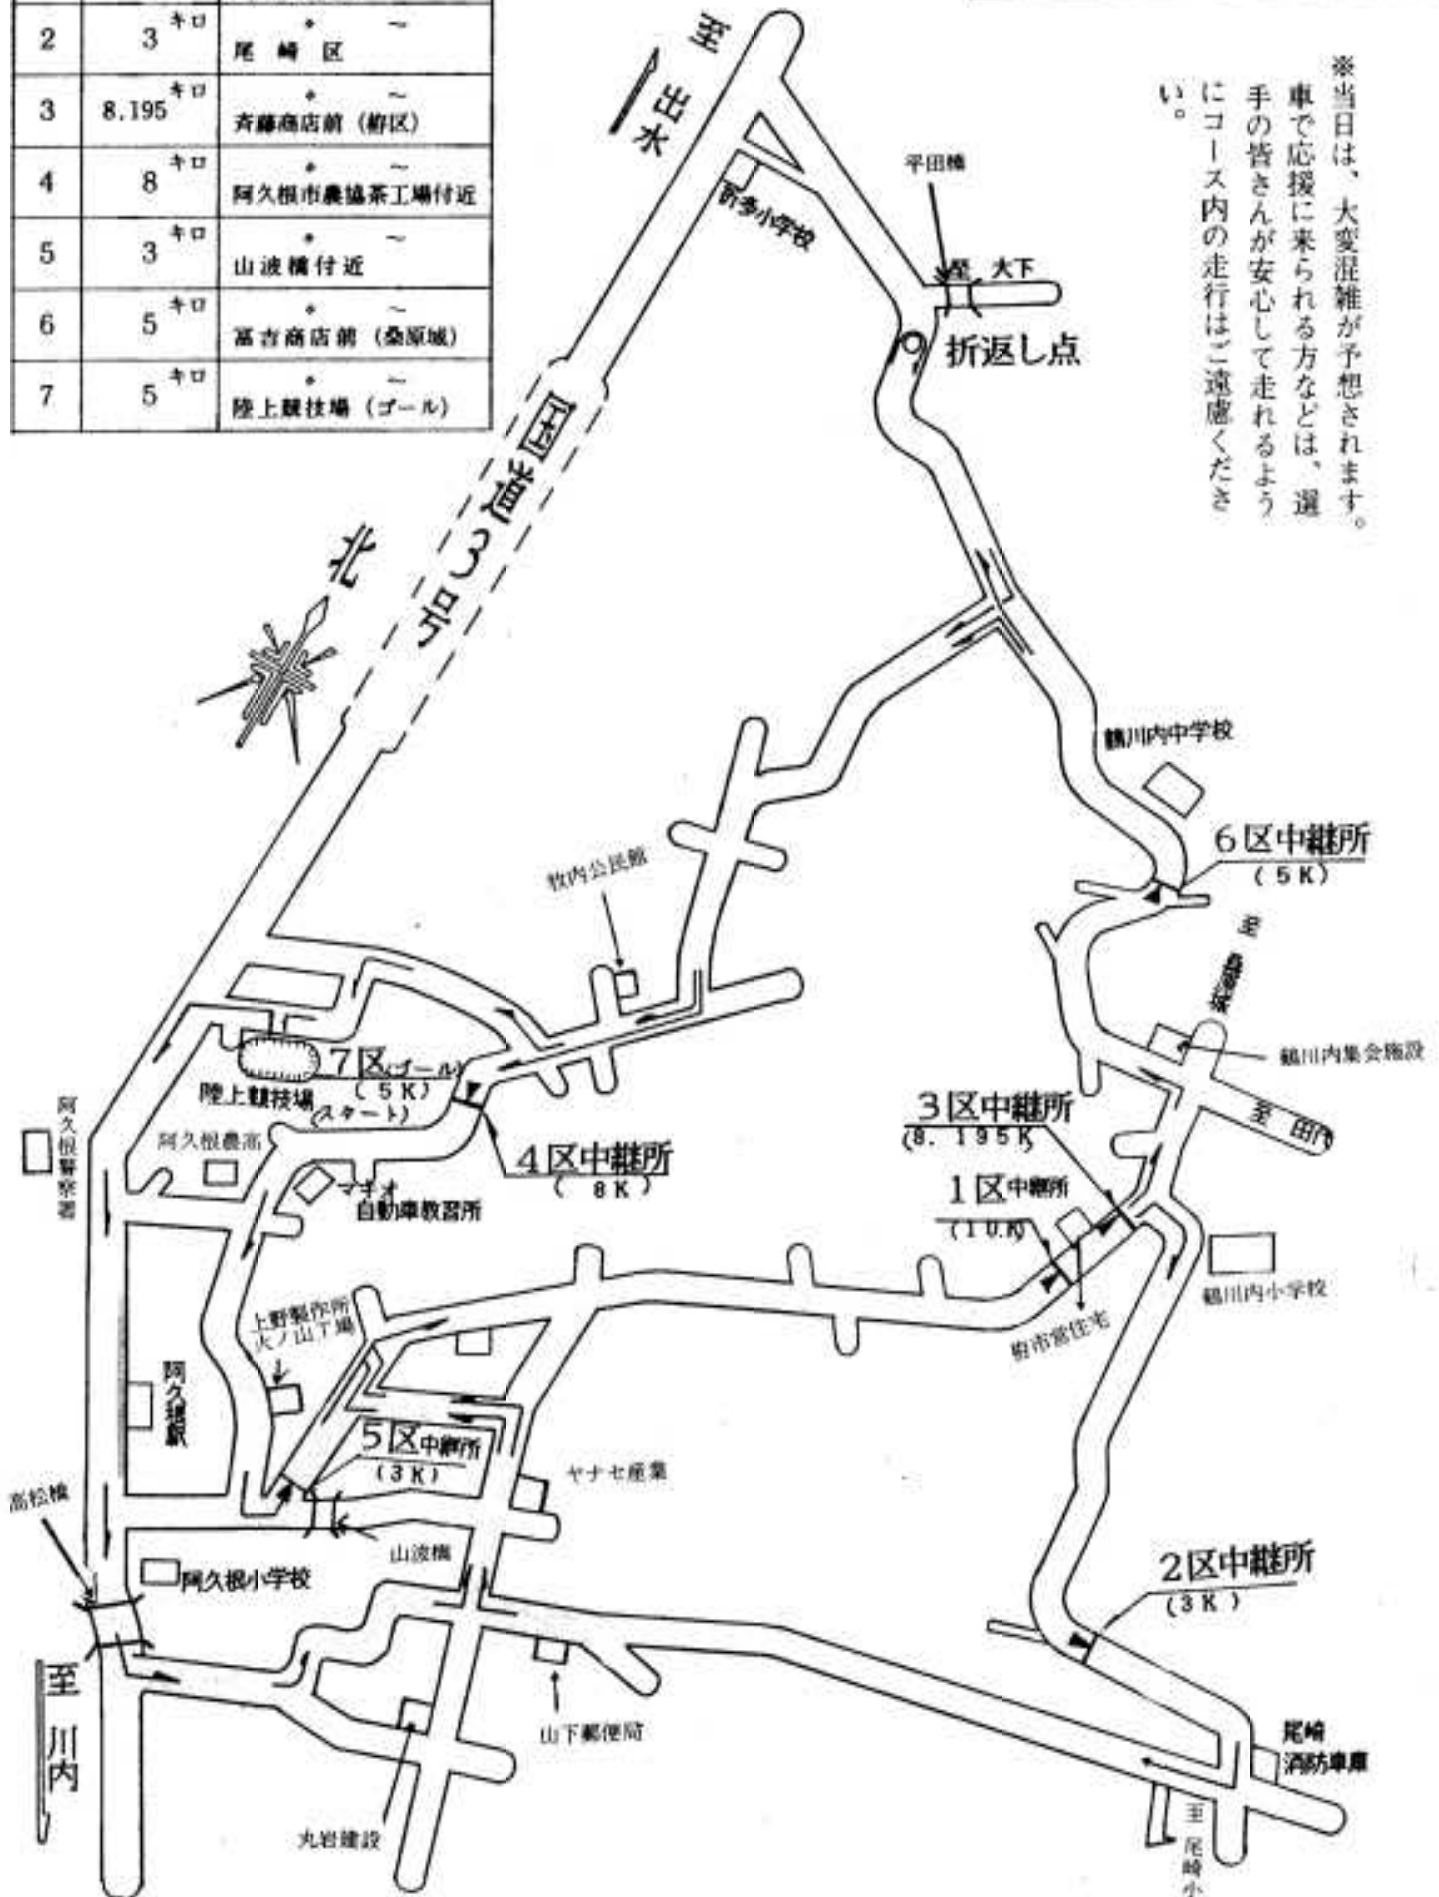 2 3キロ 〃 ～ 尾崎区
3 8.195キロ 〃 ～ 斉藤商店前（椨区）
4 8キロ 〃 ～ 阿久根市農協茶工場付近
5 3キロ 〃 ～ 山波橋付近
6 5キロ 〃 ～ 冨吉商店前（桑原城）
7 5キロ 〃 ～ 陸上競技場（ゴール）
※当日は、大変混雑が予想されます。
車で応援に来られる方などは、選
手の皆さんが安心して走れるよう
にコース内の走行はご遠慮くださ
い。
至 出水
折多小学校
平田橋
至 大下
折返し点
国道3号
北
鶴川内中学校
6区中継所
(5K)
牧内公民館
至 桑原城
鶴川内集会施設
至 田代
7区(ゴール)
(5K)
陸上競技場
(スタート)
阿久根警察署
阿久根農高
マキオ
自動車教習所
4区中継所
(8K)
3区中継所
(8.195K)
1区中継所
(10K)
鶴川内小学校
椨市営住宅
上野製作所
火ノ山工場
阿久根駅
5区中継所
(3K)
ヤナセ産業
高松橋
山波橋
阿久根小学校
2区中継所
(3K)
至 川内
山下郵便局
丸岩建設
尾崎
消防車庫
至 尾崎小